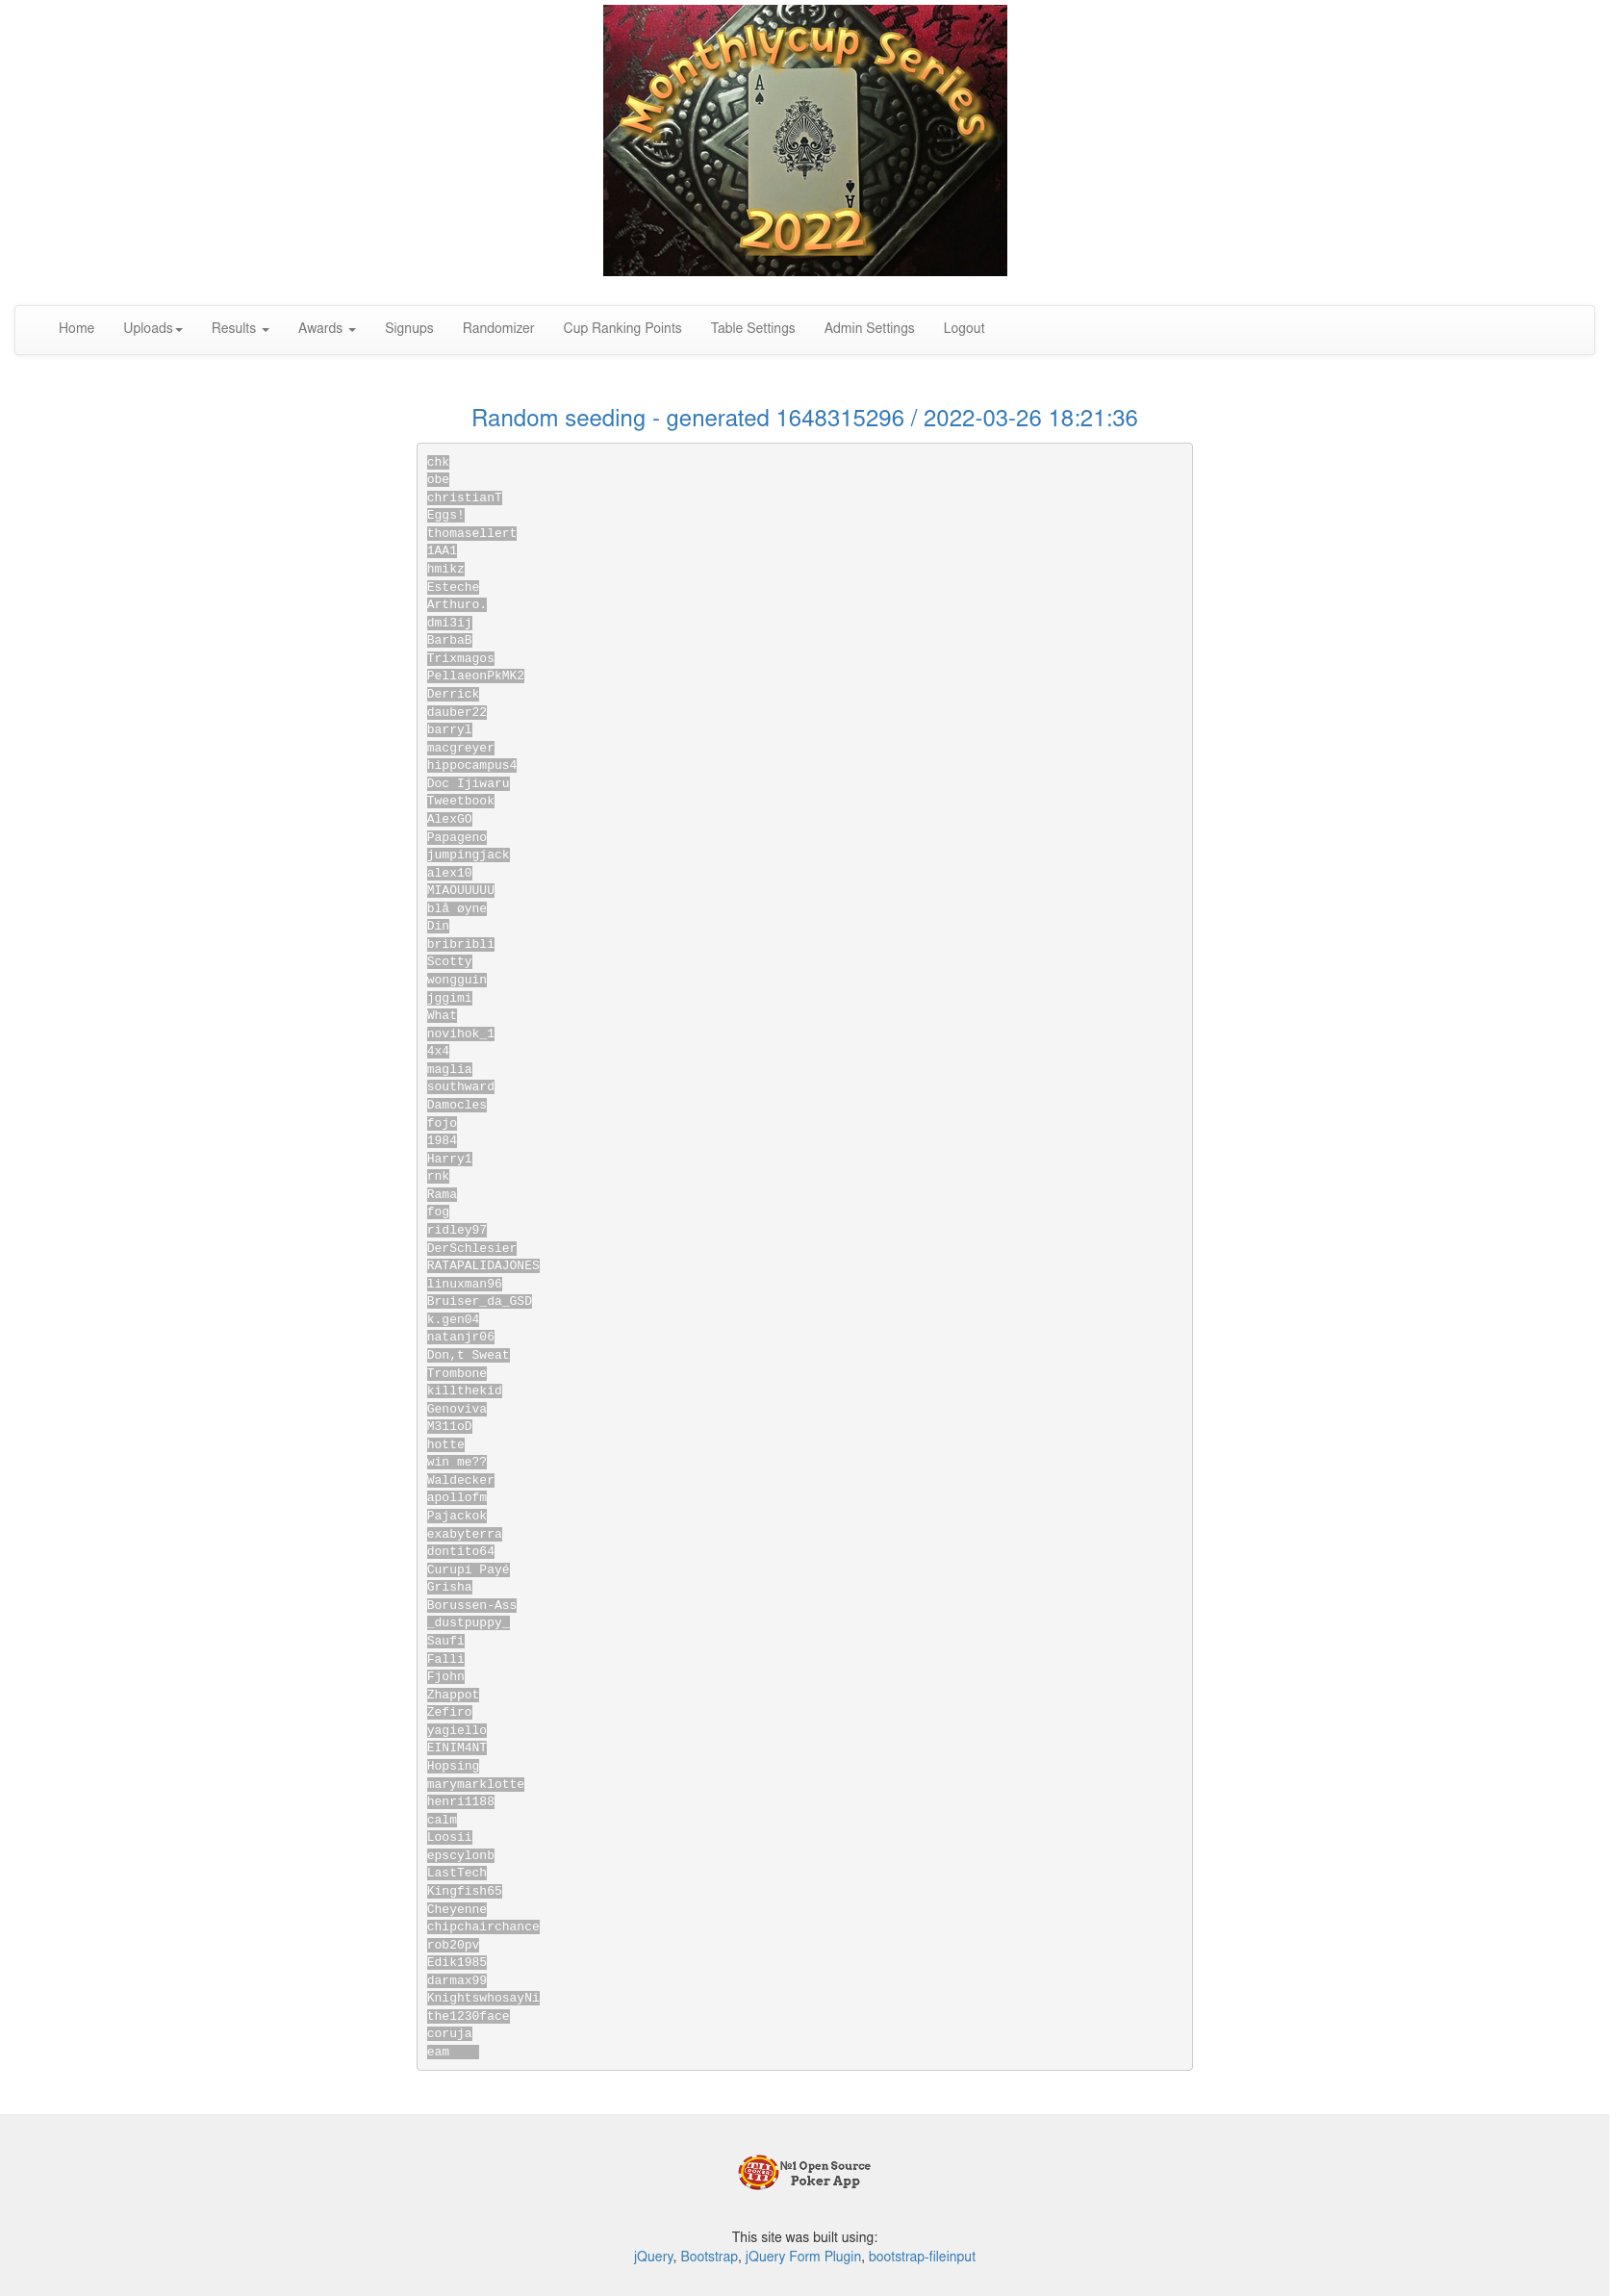 Monthlycup Series
A
A
2022
Home Uploads Results Awards Signups Randomizer Cup Ranking Points Table Settings Admin Settings Logout
Random seeding - generated 1648315296 / 2022-03-26 18:21:36
chk
obe
christianT
Eggs!
thomasellert
1AA1
hmikz
Esteche
Arthuro.
dmi3ij
BarbaB
Trixmagos
PellaeonPkMK2
Derrick
dauber22
barryl
macgreyer
hippocampus4
Doc Ijiwaru
Tweetbook
AlexGO
Papageno
jumpingjack
alex10
MIAOUUUUU
blå øyne
Din
bribribli
Scotty
wongguin
jggimi
What
novihok_1
4x4
maglia
southward
Damocles
fojo
1984
Harry1
rnk
Rama
fog
ridley97
DerSchlesier
RATAPALIDAJONES
linuxman96
Bruiser_da_GSD
k.gen04
natanjr06
Don,t Sweat
Trombone
killthekid
Genoviva
M311oD
hotte
win me??
Waldecker
apollofm
Pajackok
exabyterra
dontito64
Curupí Payé
Grisha
Borussen-Ass
_dustpuppy_
Saufi
Falli
Fjohn
Zhappot
Zefiro
yagiello
EINIM4NT
Hopsing
marymarklotte
henri1188
calm
Loosii
epscylonb
LastTech
Kingfish65
Cheyenne
chipchairchance
rob20pv
Edik1985
darmax99
KnightswhosayNi
the1230face
coruja
eam
№1 Open Source
Poker App
This site was built using:
jQuery, Bootstrap, jQuery Form Plugin, bootstrap-fileinput